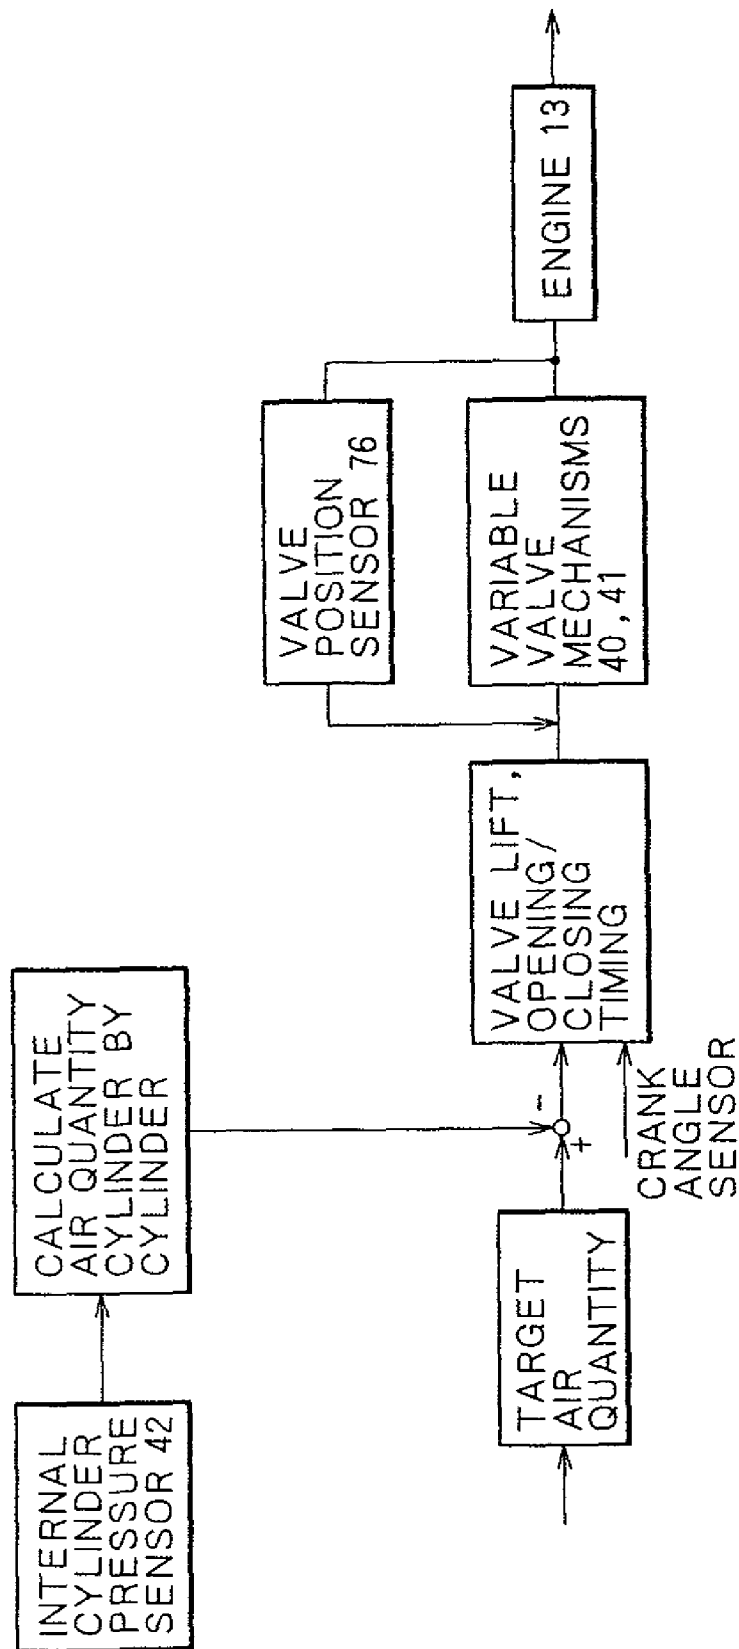 INTERNAL
CYLINDER
PRESSURE
SENSOR 42
CALCULATE
AIR QUANTITY
CYLINDER BY
CYLINDER
TARGET
AIR
QUANTITY
+
-
CRANK
ANGLE
SENSOR
VALVE LIFT,
OPENING/
CLOSING
TIMING
VALVE
POSITION
SENSOR 76
VARIABLE
VALVE
MECHANISMS
40,41
ENGINE 13